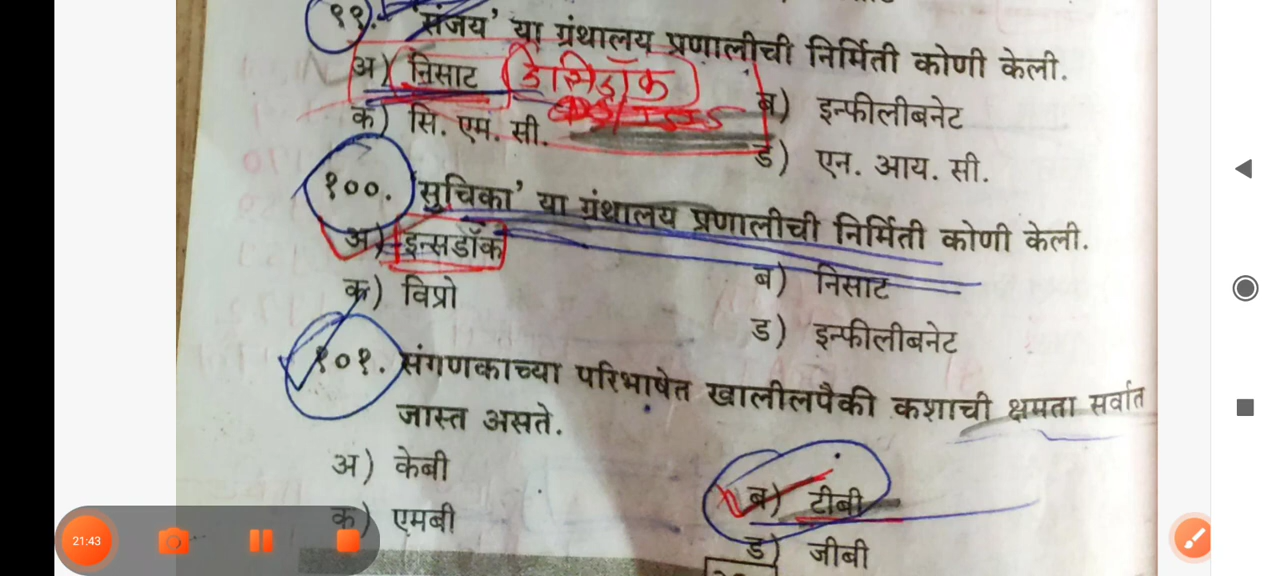 ९९. 'संजय' या ग्रंथालय प्रणालीची निर्मिती कोणी केली.
अ) निसाट (डेसिडॉक)
ब) इन्फीलीबनेट
क) सि. एम. सी.
ड) एन. आय. सी.
१००. 'सुचिका' या ग्रंथालय प्रणालीची निर्मिती कोणी केली.
अ) इन्सडॉक
ब) निसाट
क) विप्रो
ड) इन्फीलीबनेट
१०१. संगणकाच्या परिभाषेत खालीलपैकी कशाची क्षमता सर्वात
जास्त असते.
अ) केबी
ब) टीबी
क) एमबी
ड) जीबी
21:43